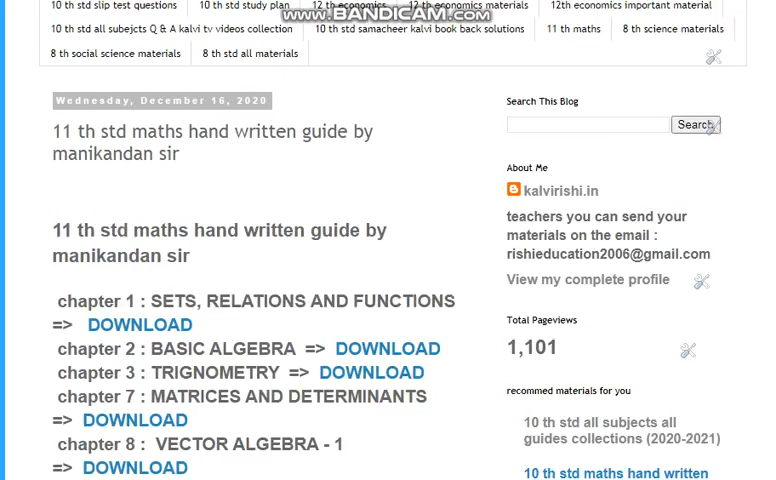 10 th std slip test questions 10 th std study plan 12 th economics 12 th economics materials 12th economics important material
www.BANDICAM.com
10 th std all subejcts Q & A kalvi tv videos collection 10 th std samacheer kalvi book back solutions 11 th maths 8 th science materials
8 th social science materials 8 th std all materials
Wednesday, December 16, 2020
11 th std maths hand written guide by
manikandan sir
11 th std maths hand written guide by
manikandan sir
chapter 1 : SETS, RELATIONS AND FUNCTIONS
=> DOWNLOAD
chapter 2 : BASIC ALGEBRA => DOWNLOAD
chapter 3 : TRIGNOMETRY => DOWNLOAD
chapter 7 : MATRICES AND DETERMINANTS
=> DOWNLOAD
chapter 8 : VECTOR ALGEBRA - 1
=> DOWNLOAD
Search This Blog
Search
About Me
kalvirishi.in
teachers you can send your
materials on the email :
rishieducation2006@gmail.com
View my complete profile
Total Pageviews
1,101
recommed materials for you
10 th std all subjects all
guides collections (2020-2021)
10 th std maths hand written